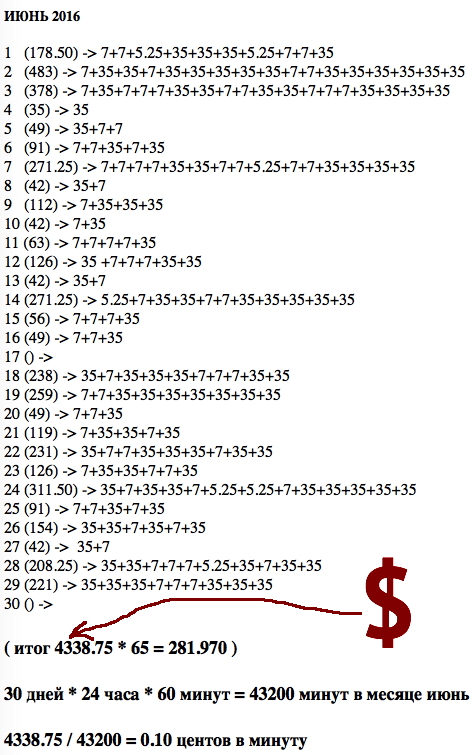 ИЮНЬ 2016
1 (178.50) -> 7+7+5.25+35+35+35+5.25+7+7+35
2 (483) -> 7+35+35+7+35+35+35+35+35+7+7+35+35+35+35+35+35
3 (378) -> 7+35+7+7+7+35+35+7+7+35+35+7+7+7+35+35+35+35
4 (35) -> 35
5 (49) -> 35+7+7
6 (91) -> 7+7+35+7+35
7 (271.25) -> 7+7+7+7+35+35+7+7+5.25+7+7+35+35+35+35
8 (42) -> 35+7
9 (112) -> 7+35+35+35
10 (42) -> 7+35
11 (63) -> 7+7+7+7+35
12 (126) -> 35 +7+7+7+35+35
13 (42) -> 35+7
14 (271.25) -> 5.25+7+35+35+7+7+35+35+35+35+35
15 (56) -> 7+7+7+35
16 (49) -> 7+7+35
17 () ->
18 (238) -> 35+7+35+35+35+7+7+7+35+35
19 (259) -> 7+7+35+35+35+35+35+35+35
20 (49) -> 7+7+35
21 (119) -> 7+35+35+7+35
22 (231) -> 35+7+7+35+35+35+7+35+35
23 (126) -> 7+35+35+7+7+35
24 (311.50) -> 35+7+35+35+7+5.25+5.25+7+35+35+35+35+35
25 (91) -> 7+7+35+7+35
26 (154) -> 35+35+7+35+7+35
27 (42) -> 35+7
28 (208.25) -> 35+35+7+7+7+5.25+35+7+35+35
29 (221) -> 35+35+35+7+7+7+35+35+35
30 () ->
$
( итог 4338.75 * 65 = 281.970 )
30 дней * 24 часа * 60 минут = 43200 минут в месяце июнь
4338.75 / 43200 = 0.10 центов в минуту